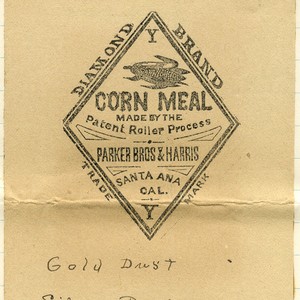 DIAMOND BRAND
Y
CORN MEAL
MADE BY THE
Patent Roller Process
PARKER BROS & HARRIS
SANTA ANA
CAL.
TRADE MARK
Y
Gold Dust